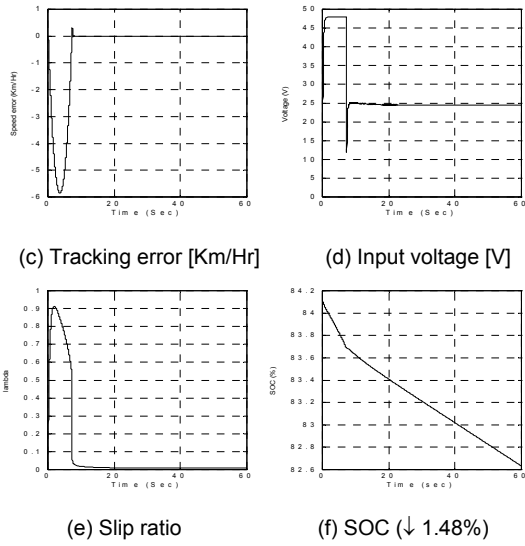 1
0
-1
-2
-3
-4
-5
-6
Speed error (Km/Hr)
0 20 40 60
Time (Sec)
(c) Tracking error [Km/Hr]
50
45
40
35
30
25
20
15
10
5
0
Voltage (V)
0 20 40 60
Time (Sec)
(d) Input voltage [V]
1
0.9
0.8
0.7
0.6
0.5
0.4
0.3
0.2
0.1
0
lambda
0 20 40 60
Time (Sec)
(e) Slip ratio
84.2
84
83.8
83.6
83.4
83.2
83
82.8
82.6
SOC (%)
0 20 40 60
Time (sec)
(f) SOC (↓ 1.48%)